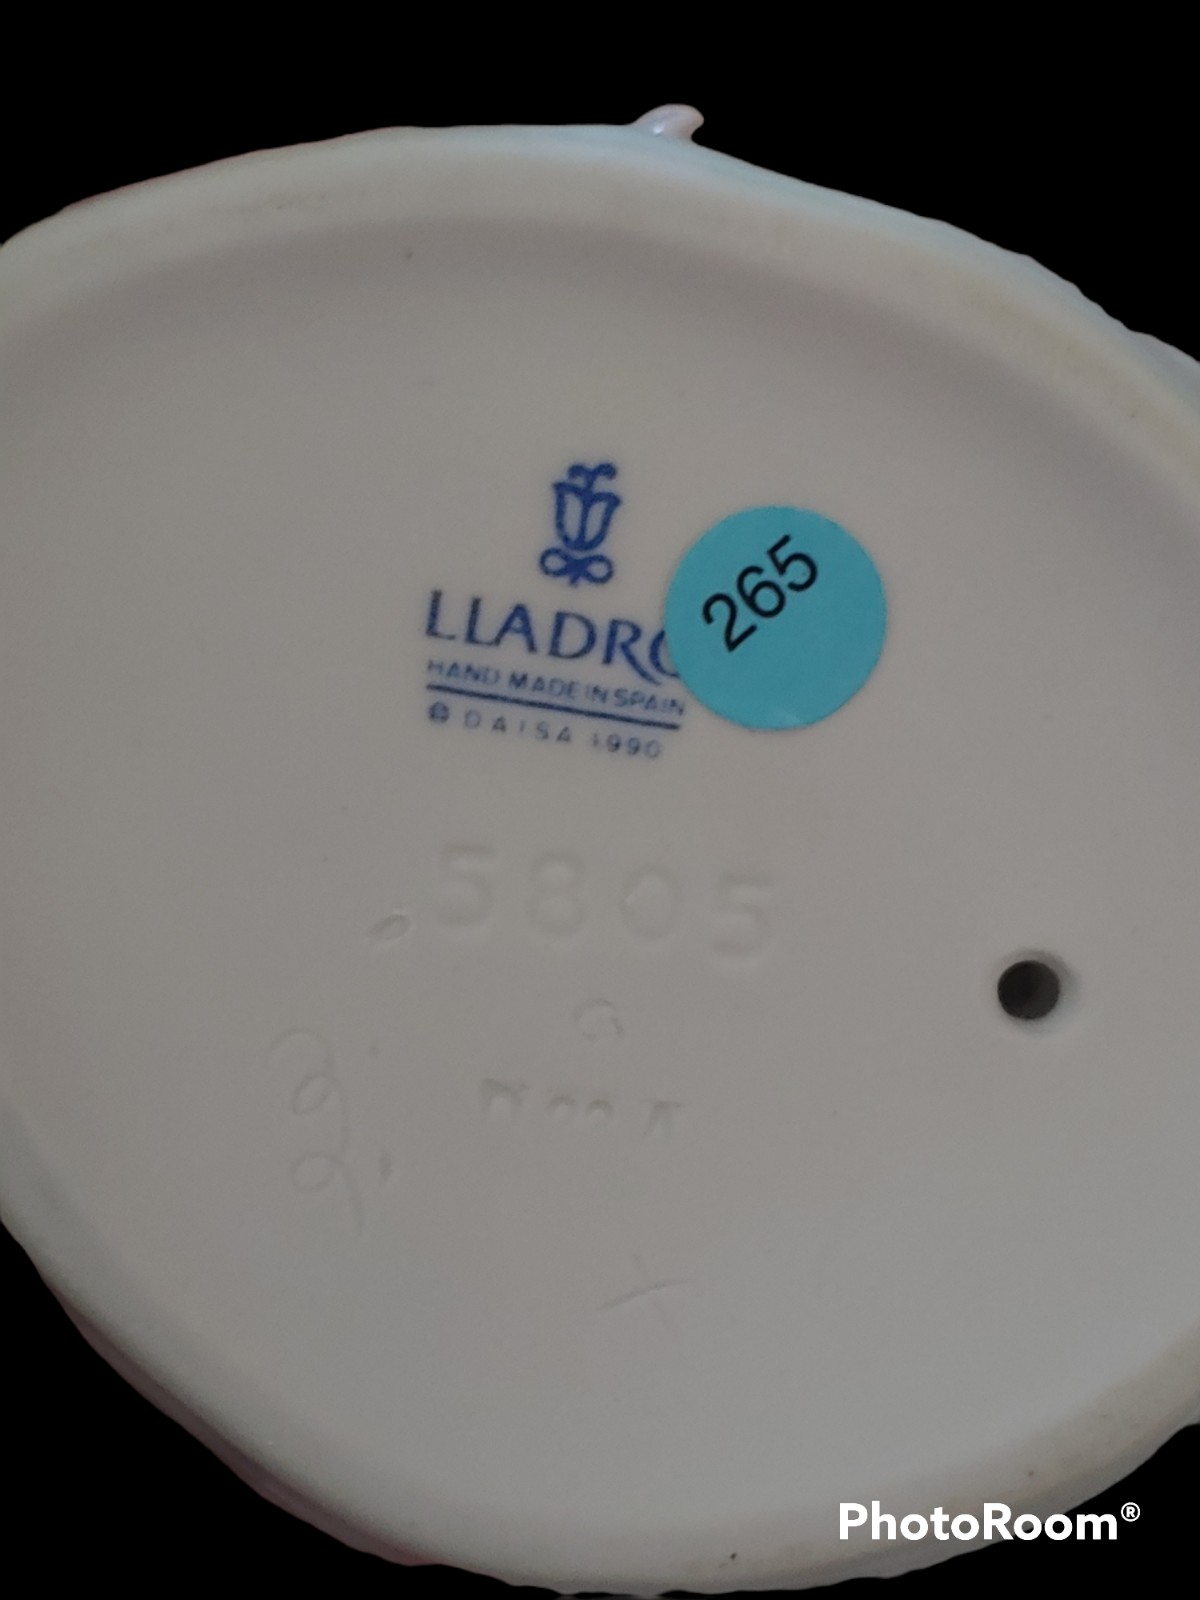 LLADRO
265
HAND MADE IN SPAIN
© DAISA 1990
5805
G
PhotoRoom®